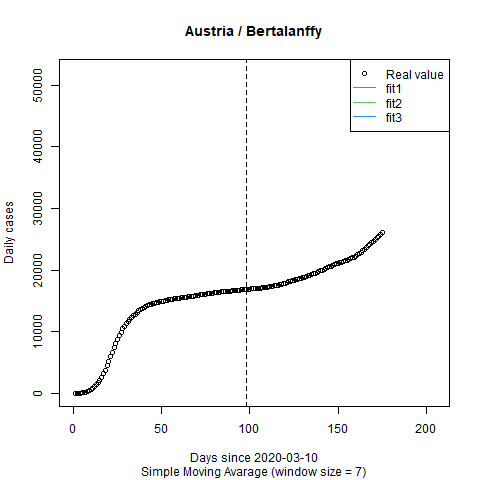 Austria / Bertalanffy
Daily cases
50000
40000
30000
20000
10000
0
Real value
fit1
fit2
fit3
0 50 100 150 200
Days since 2020-03-10
Simple Moving Avarage (window size = 7)